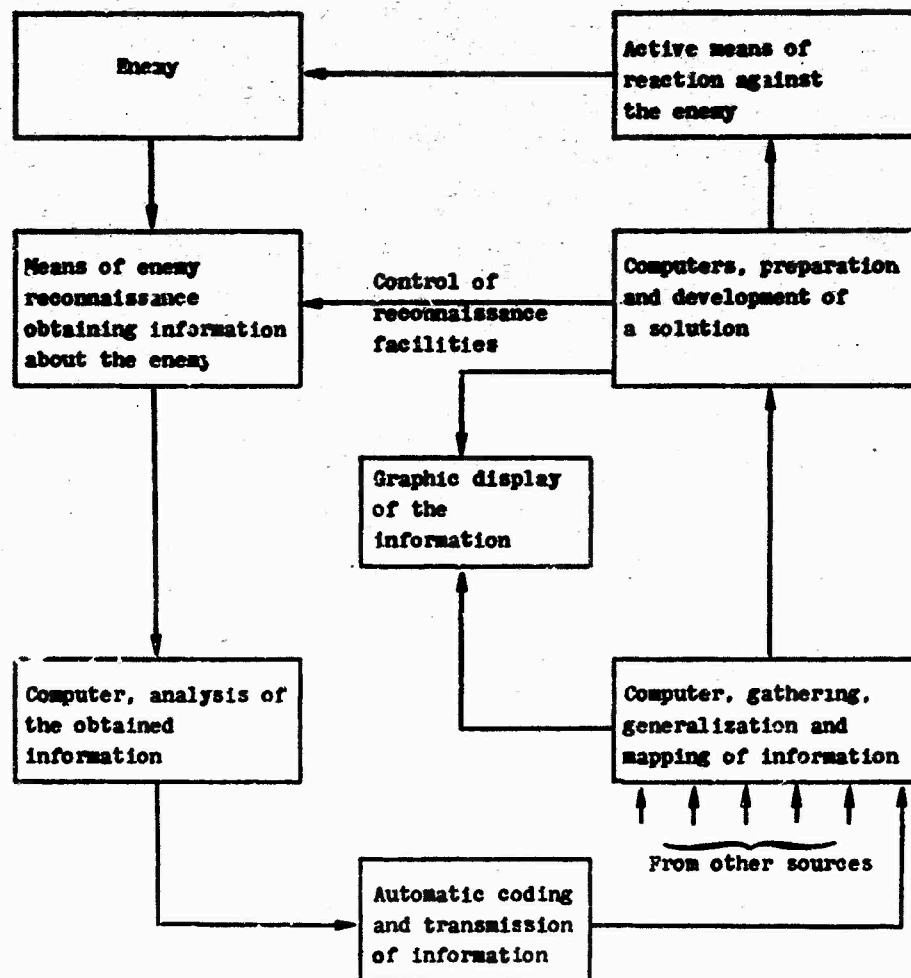 Enemy
Active means of
reaction against
the enemy
Means of enemy
reconnaissance
obtaining information
about the enemy
Control of
reconnaissance
facilities
Computers, preparation
and development of
a solution
Graphic display
of the
information
Computer, analysis of
the obtained
information
Computer, gathering,
generalization and
mapping of information
From other sources
Automatic coding
and transmission
of information